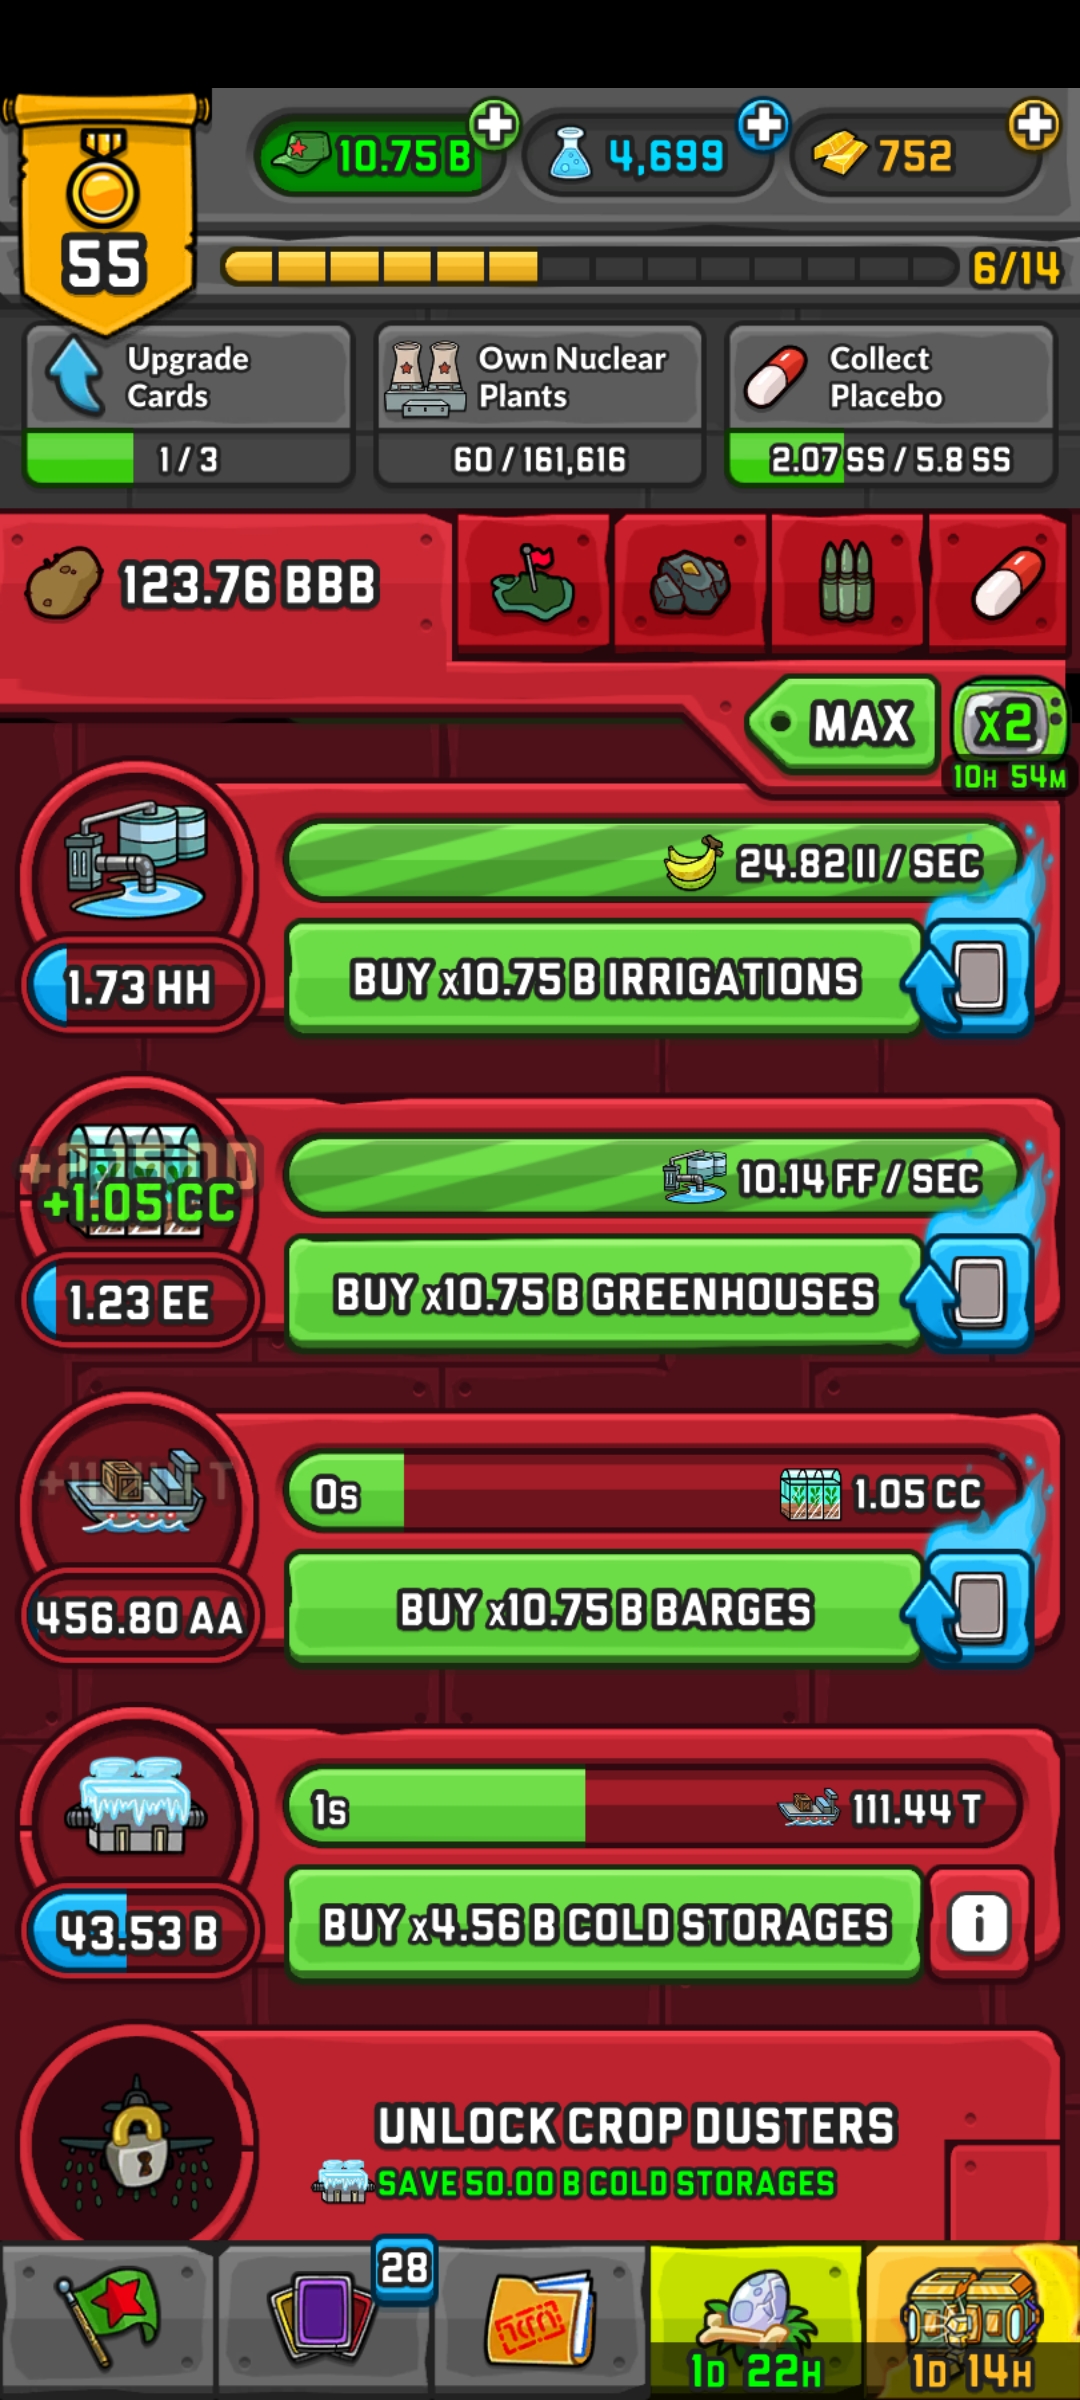 55
10.75 B
4,699
752
6/14
Upgrade
Cards
1 / 3
Own Nuclear
Plants
60 / 161,616
Collect
Placebo
2.07 SS / 5.8 SS
123.76 BBB
MAX
x2
10H 54M
24.82 II / SEC
1.73 HH
BUY x10.75 B IRRIGATIONS
10.14 FF / SEC
+1.05 CC
1.23 EE
BUY x10.75 B GREENHOUSES
0s
1.05 CC
456.80 AA
BUY x10.75 B BARGES
1s
111.44 T
43.53 B
BUY x4.56 B COLD STORAGES
i
UNLOCK CROP DUSTERS
SAVE 50.00 B COLD STORAGES
28
1D 22H
1D 14H